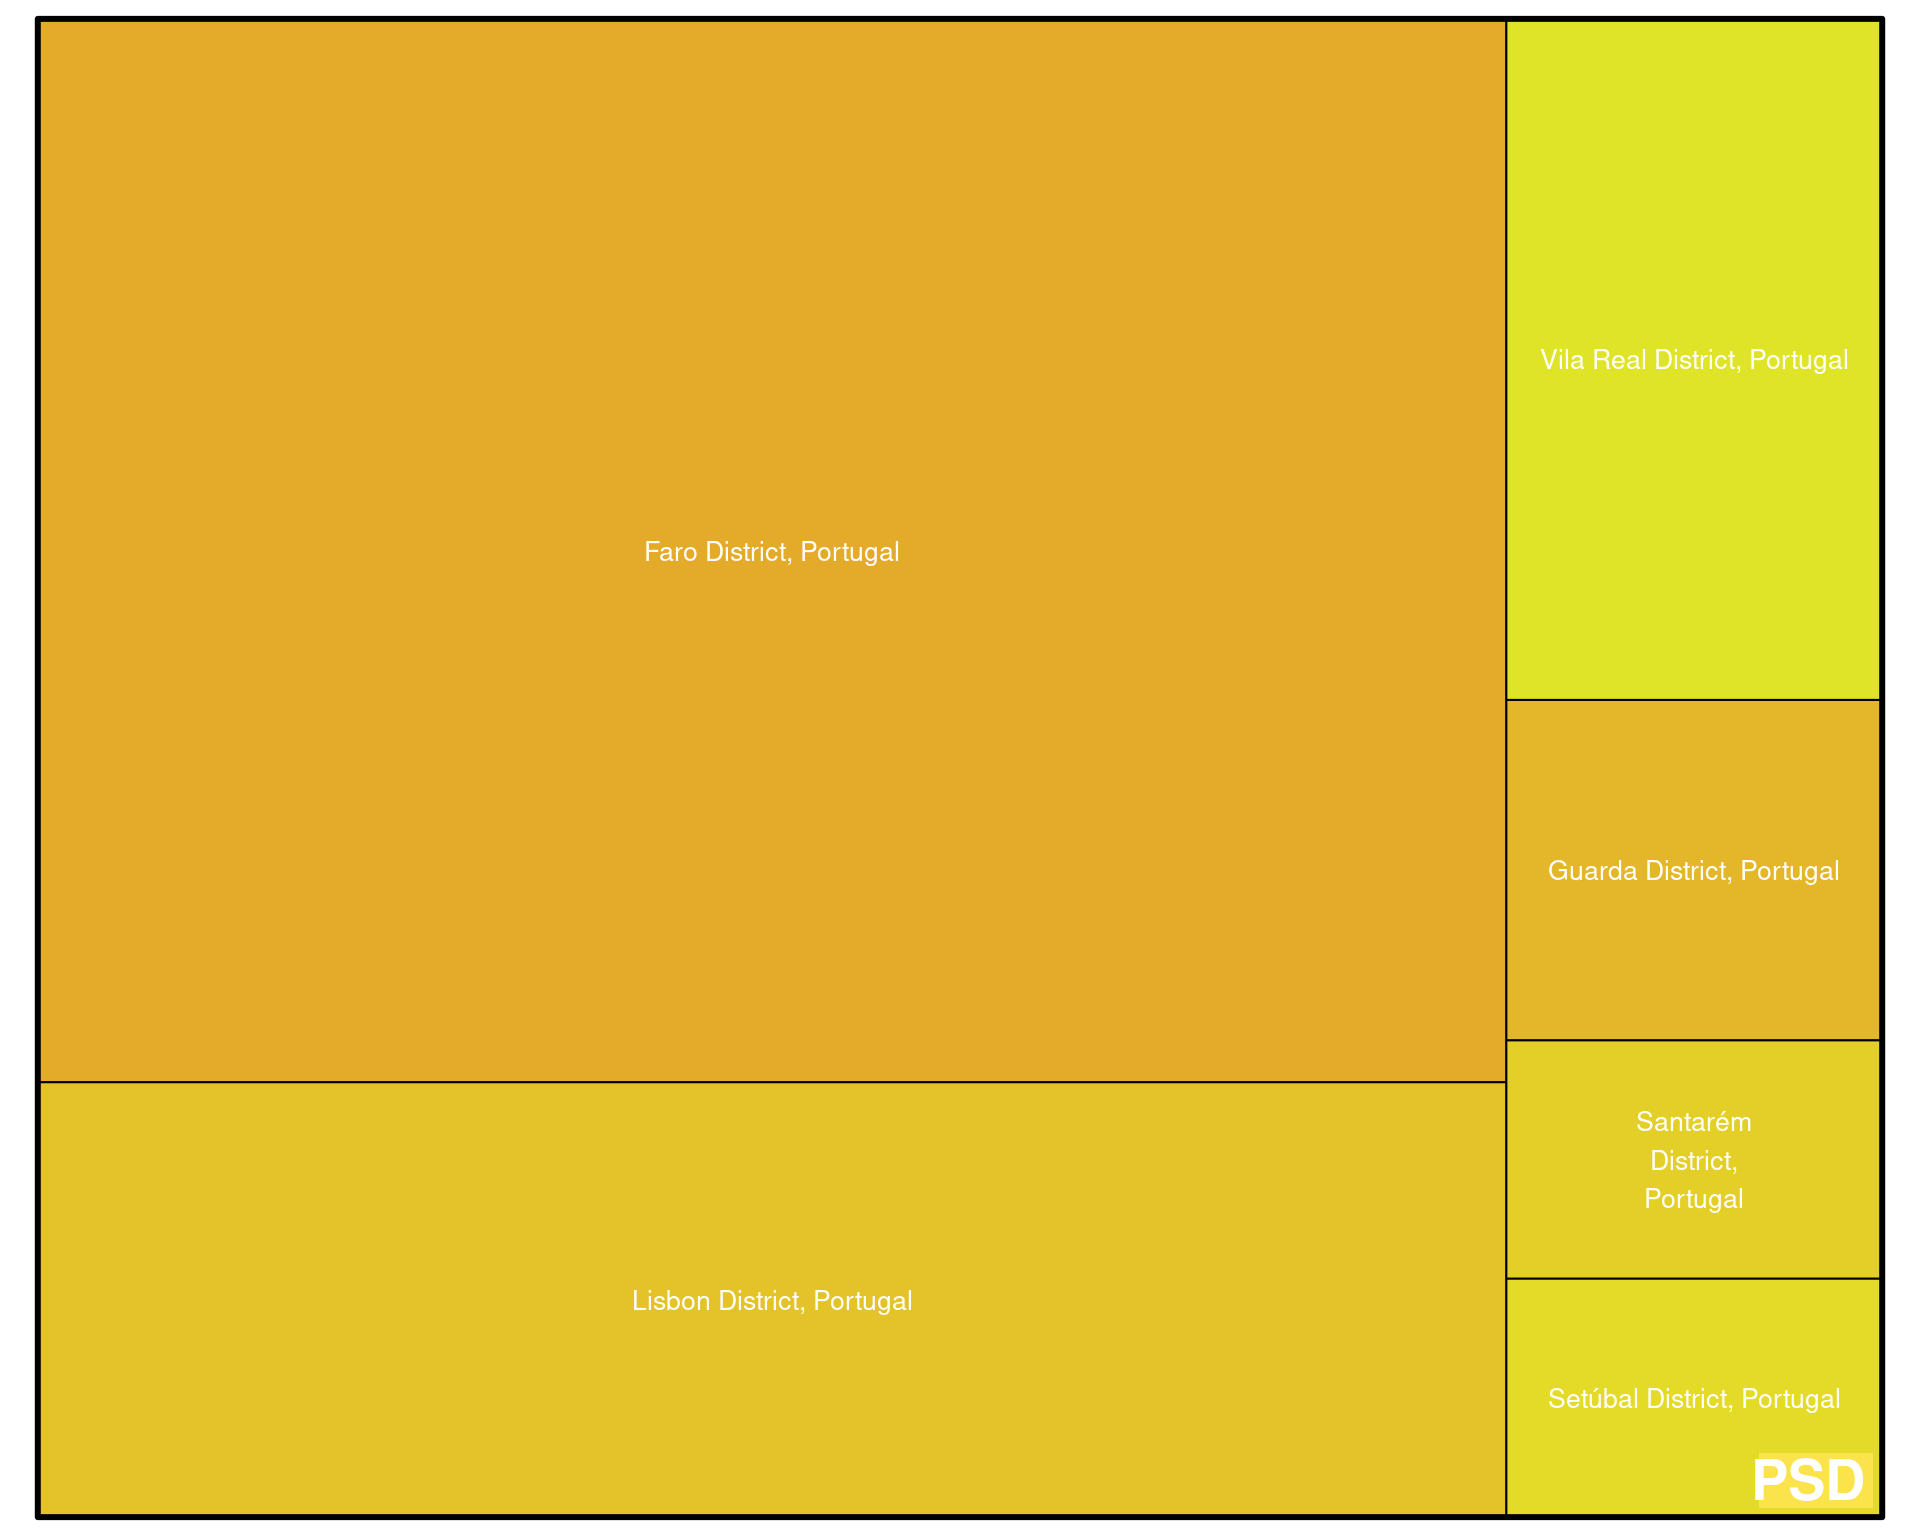 Faro District, Portugal
Lisbon District, Portugal
Vila Real District, Portugal
Guarda District, Portugal
Santarém
District,
Portugal
Setúbal District, Portugal
PSD